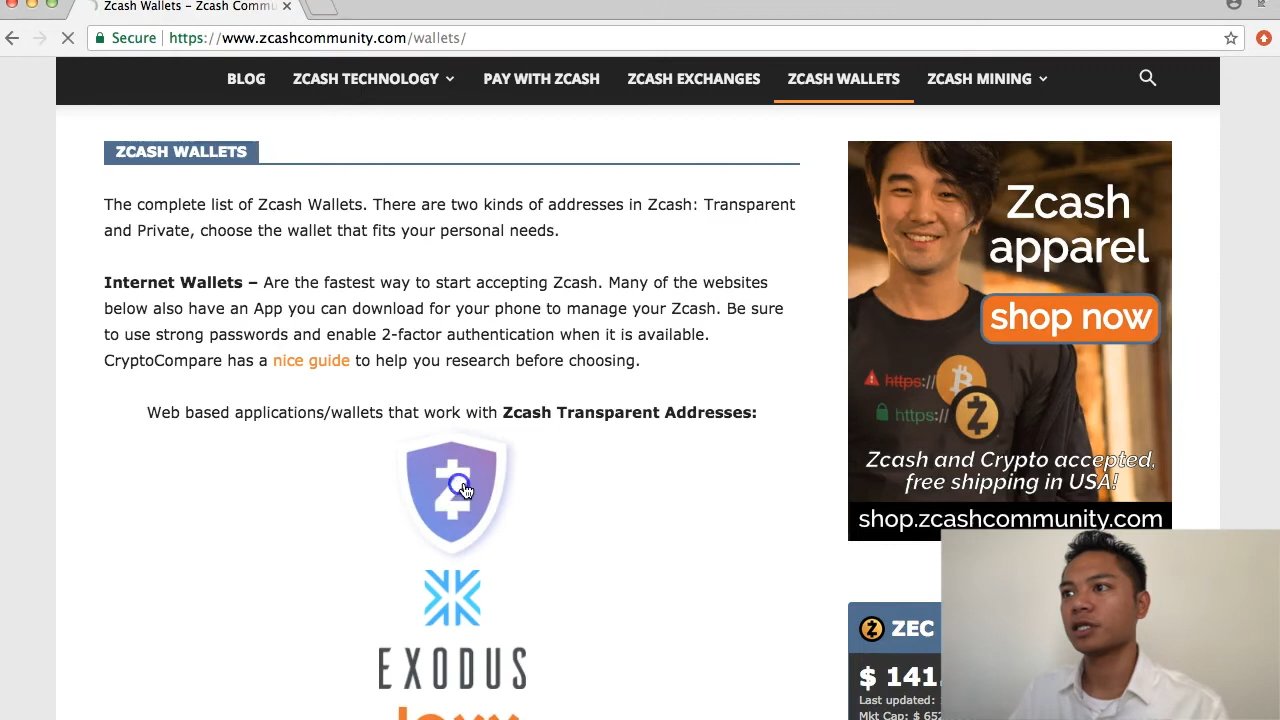 Zcash Wallets – Zcash Commu
Secure
https://www.zcashcommunity.com/wallets/
BLOG
ZCASH TECHNOLOGY
PAY WITH ZCASH
ZCASH EXCHANGES
ZCASH WALLETS
ZCASH MINING
ZCASH WALLETS
The complete list of Zcash Wallets. There are two kinds of addresses in Zcash: Transparent
and Private, choose the wallet that fits your personal needs.
Internet Wallets – Are the fastest way to start accepting Zcash. Many of the websites
below also have an App you can download for your phone to manage your Zcash. Be sure
to use strong passwords and enable 2-factor authentication when it is available.
CryptoCompare has a nice guide to help you research before choosing.
Web based applications/wallets that work with Zcash Transparent Addresses:
EXODUS
Zcash
apparel
shop now
https://
https://
Zcash and Crypto accepted,
free shipping in USA!
shop.zcashcommunity.com
ZEC
$ 141.
Last updated:
Mkt Cap: $ 652